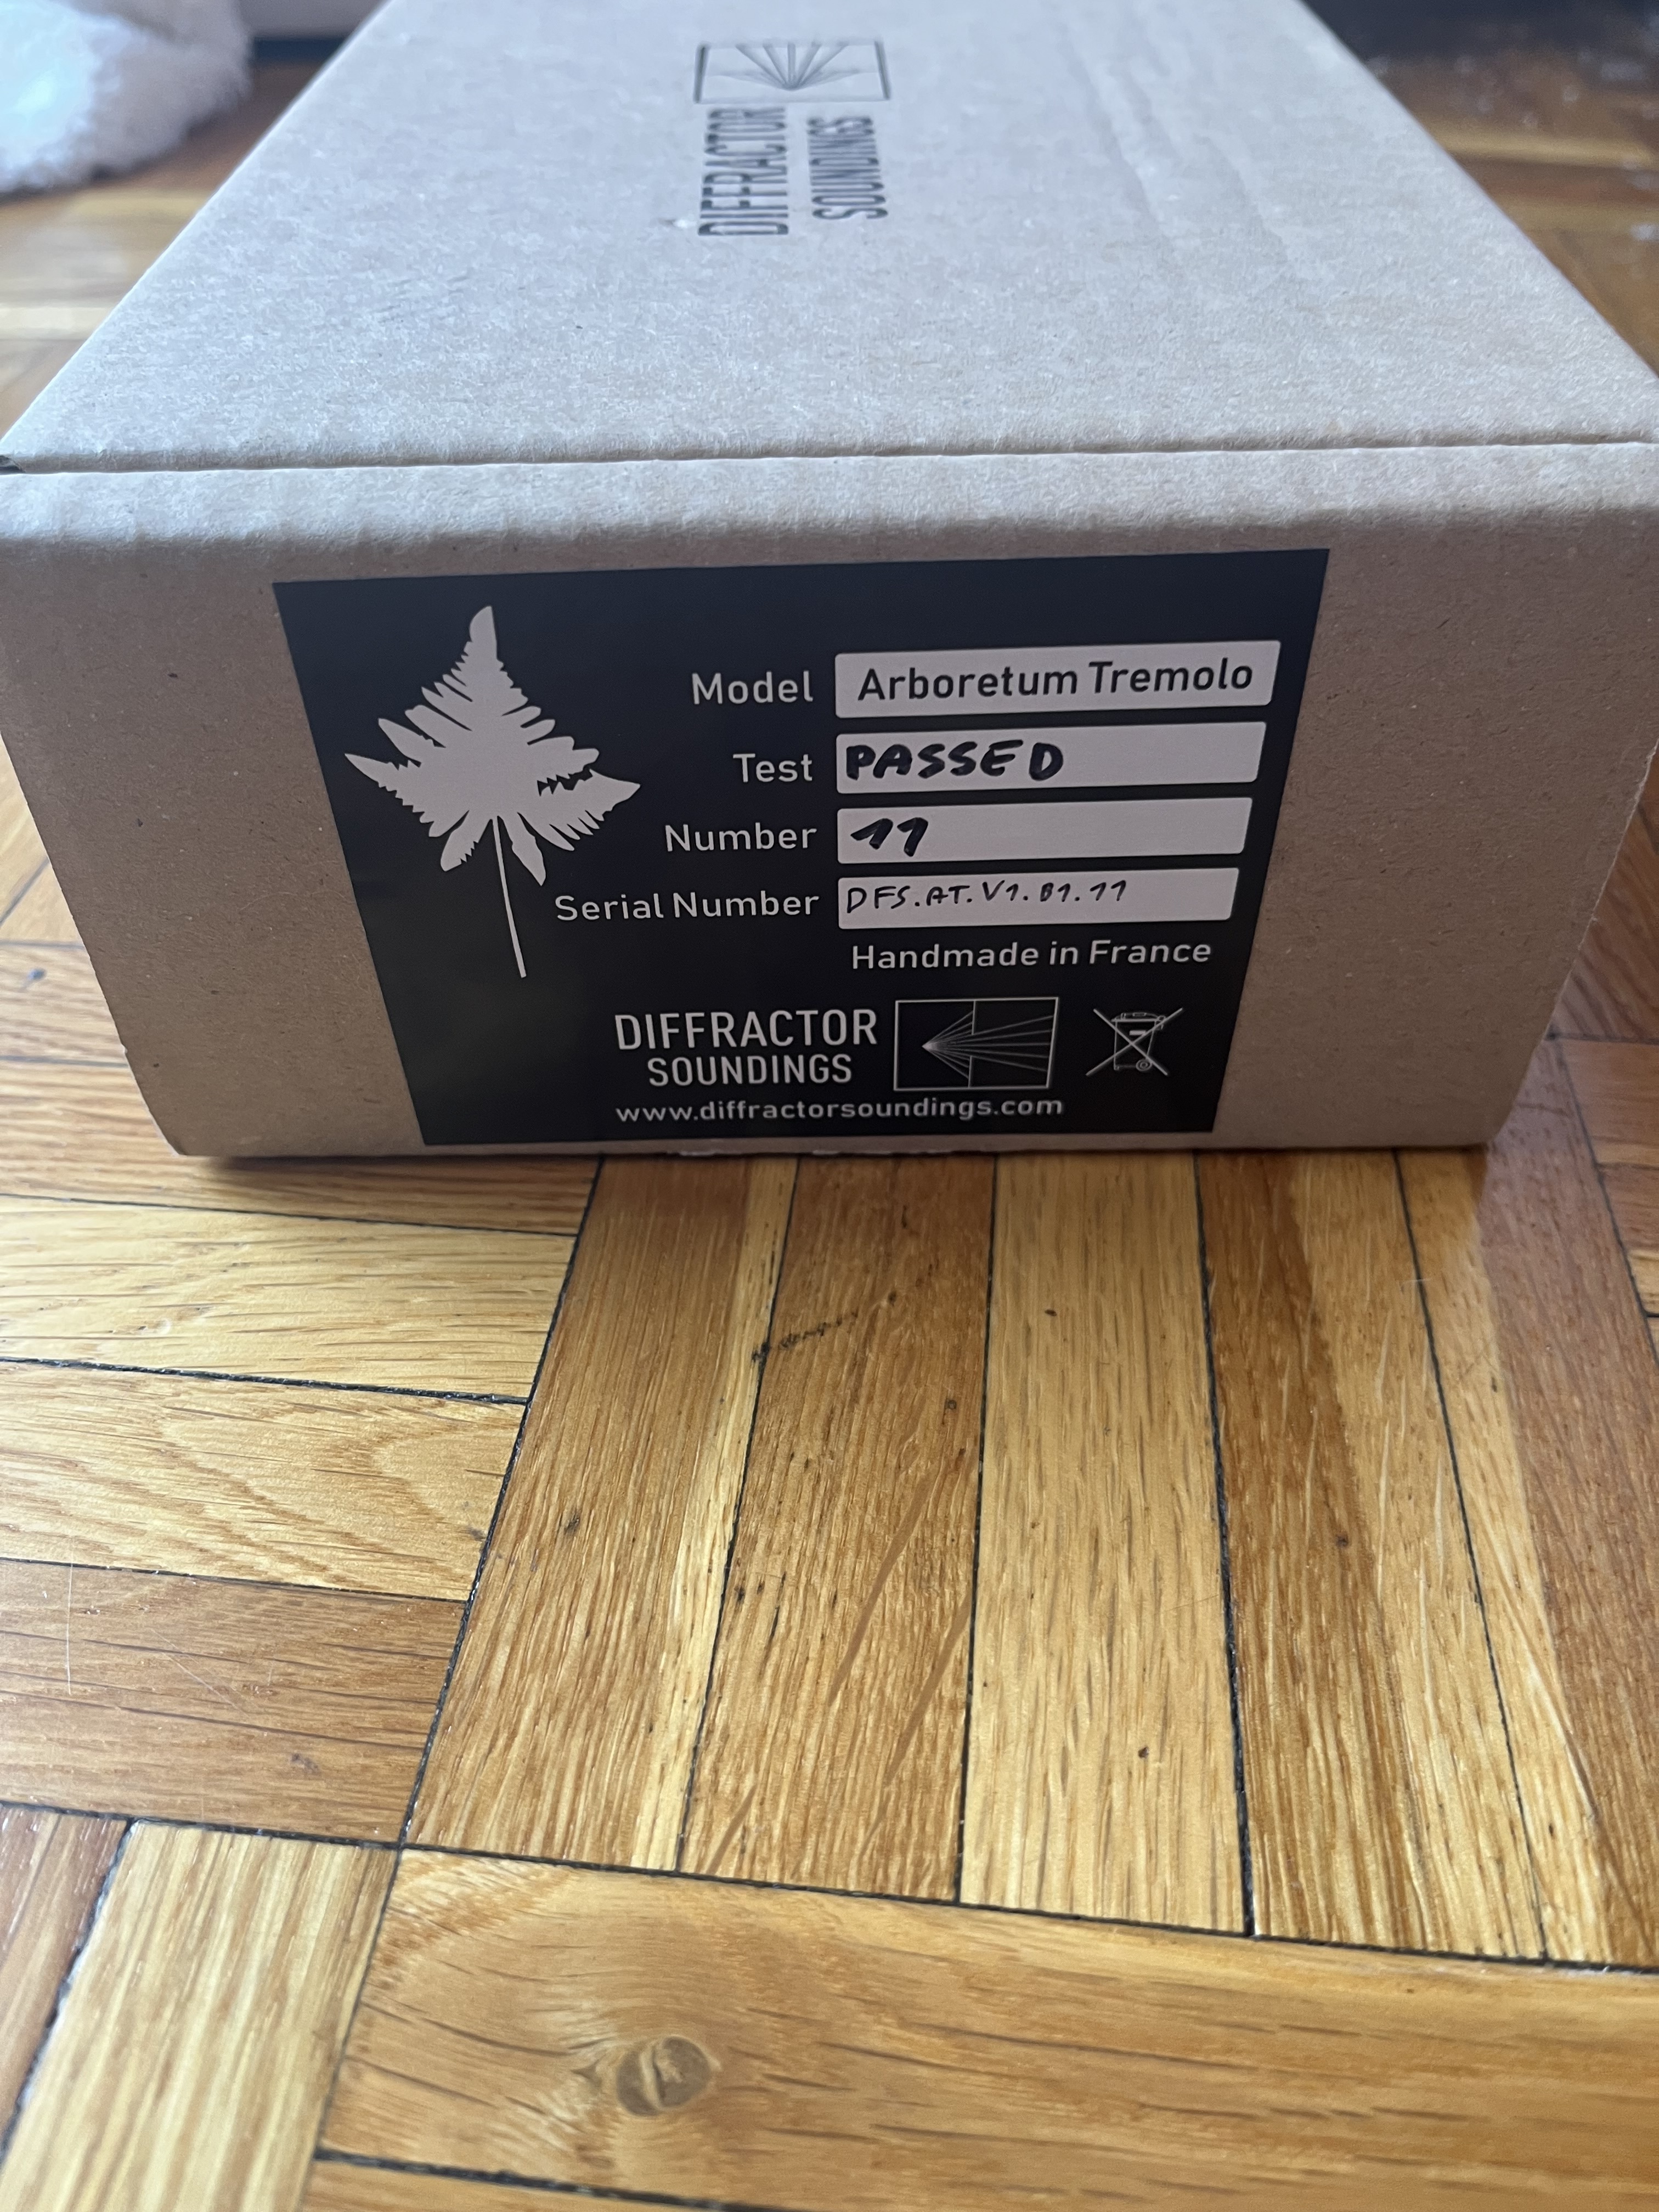 DIFFRACTOR
SOUNDINGS
Model Arboretum Tremolo
Test PASSED
Number 11
Serial Number DFS.AT.V1.B1.11
Handmade in France
DIFFRACTOR
SOUNDINGS
www.diffractorsoundings.com